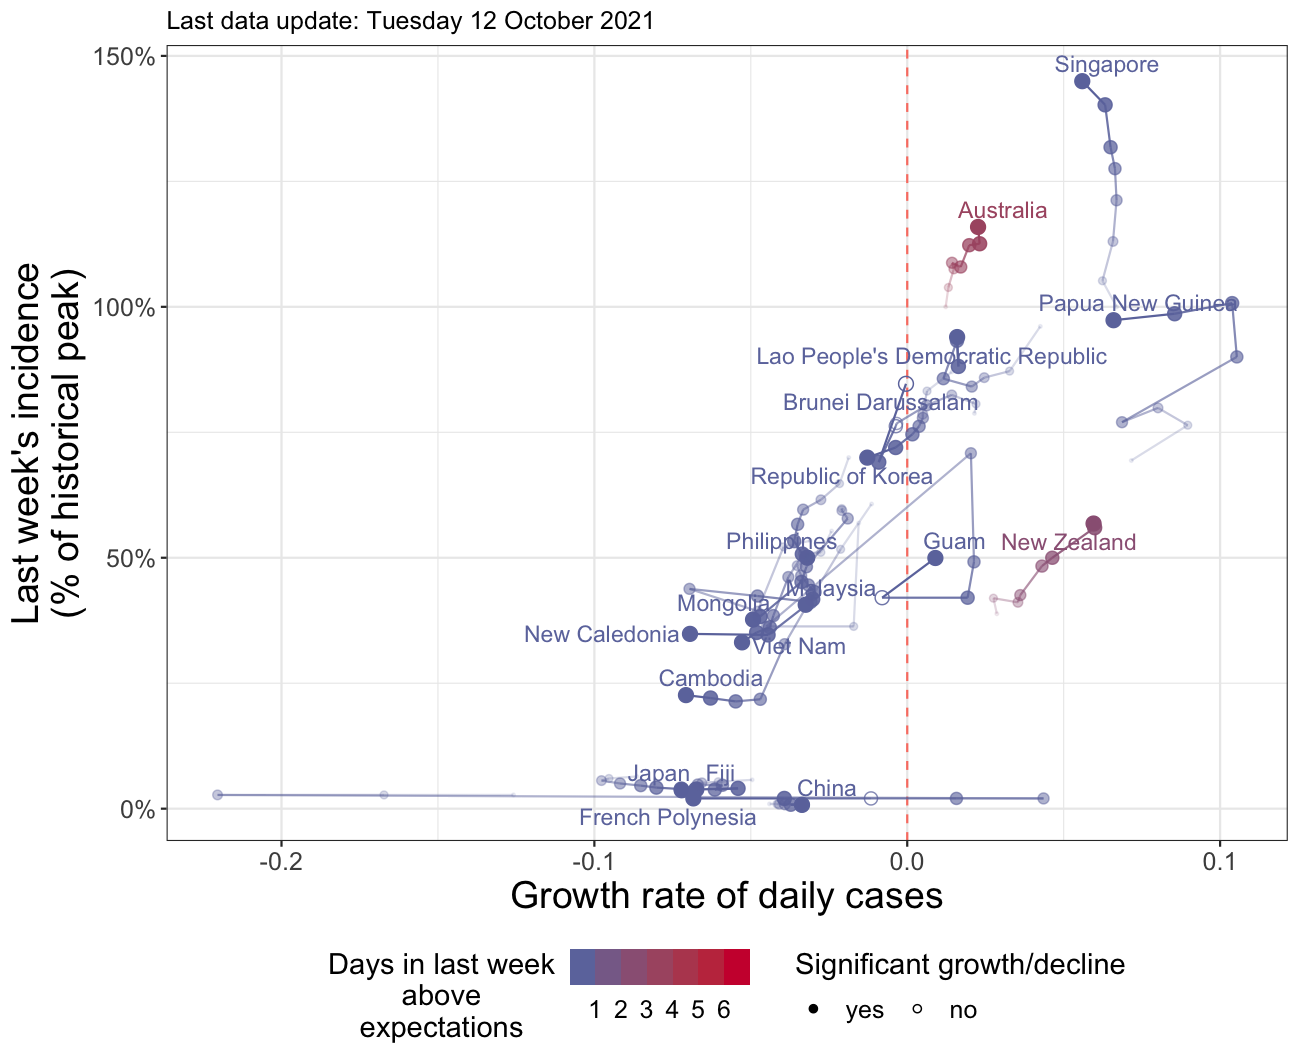 Last data update: Tuesday 12 October 2021
Last week's incidence
(% of historical peak)
150%
100%
50%
0%
Singapore
Australia
Papua New Guinea
Lao People's Democratic Republic
Brunei Darussalam
Republic of Korea
Philippines
Guam
New Zealand
Malaysia
Mongolia
New Caledonia
Viet Nam
Cambodia
Japan
Fiji
China
French Polynesia
-0.2
-0.1
0.0
0.1
Growth rate of daily cases
Days in last week
above
expectations
1 2 3 4 5 6
Significant growth/decline
yes
no